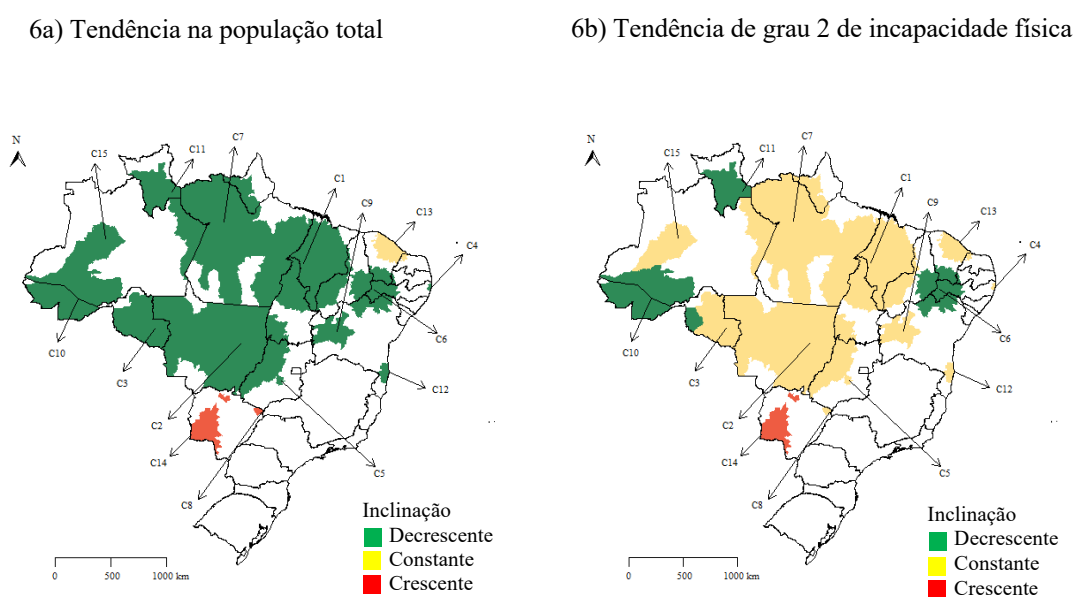 6a) Tendência na população total
6b) Tendência de grau 2 de incapacidade física
N
C15
C11
C7
C1
C9
C13
C4
C6
C12
C10
C3
C2
C14
C8
C5
Inclinação
Decrescente
Constante
Crescente
0 500 1000 km
N
C15
C11
C7
C1
C9
C13
C4
C6
C12
C10
C3
C2
C14
C8
C5
Inclinação
Decrescente
Constante
Crescente
0 500 1000 km